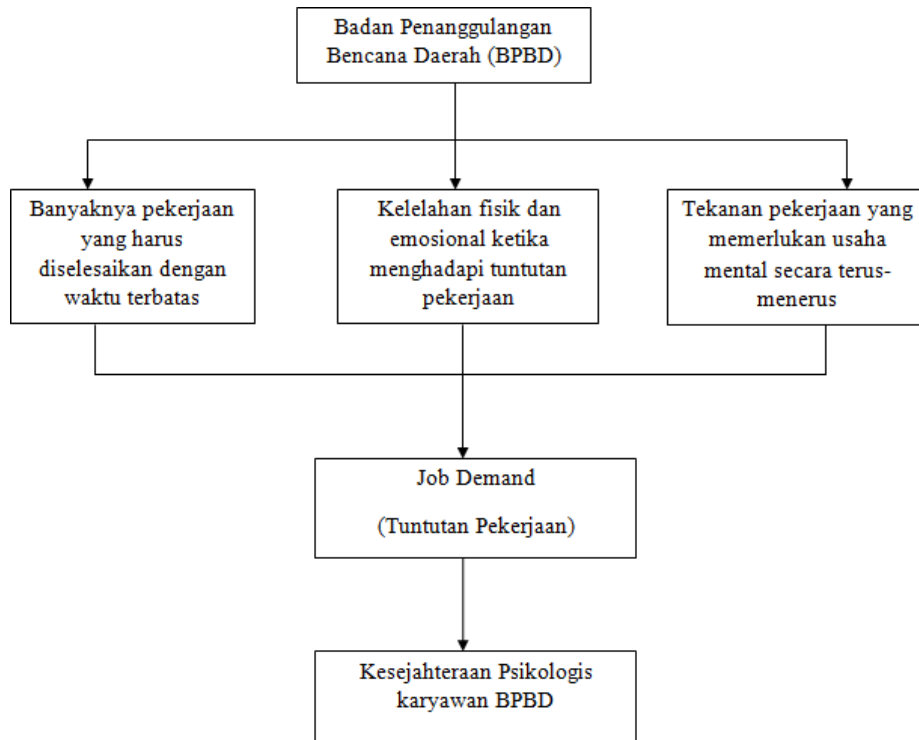 Badan Penanggulangan
Bencana Daerah (BPBD)
Banyaknya pekerjaan
yang harus
diselesaikan dengan
waktu terbatas
Kelelahan fisik dan
emosional ketika
menghadapi tuntutan
pekerjaan
Tekanan pekerjaan yang
memerlukan usaha
mental secara terus-
menerus
Job Demand
(Tuntutan Pekerjaan)
Kesejahteraan Psikologis
karyawan BPBD